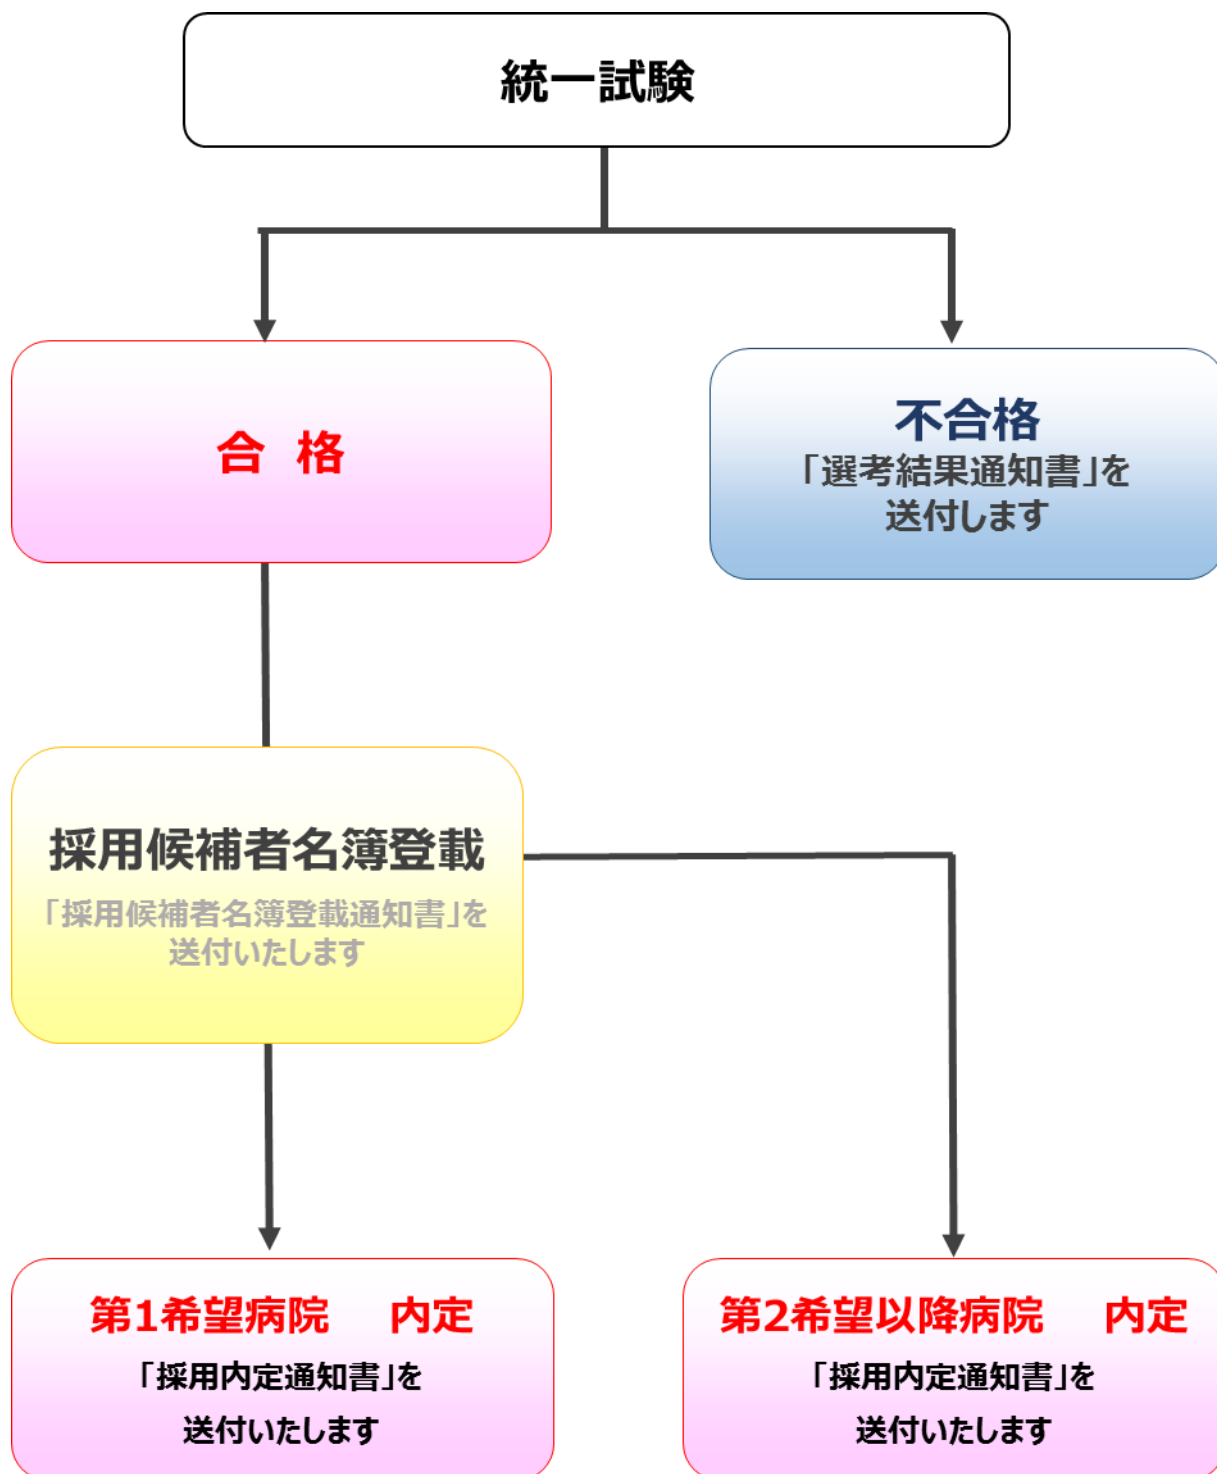 統一試験
合 格
不合格
「選考結果通知書」を
送付します
採用候補者名簿登載
「採用候補者名簿登載通知書」を
送付いたします
第1希望病院 内定
「採用内定通知書」を
送付いたします
第2希望以降病院 内定
「採用内定通知書」を
送付いたします